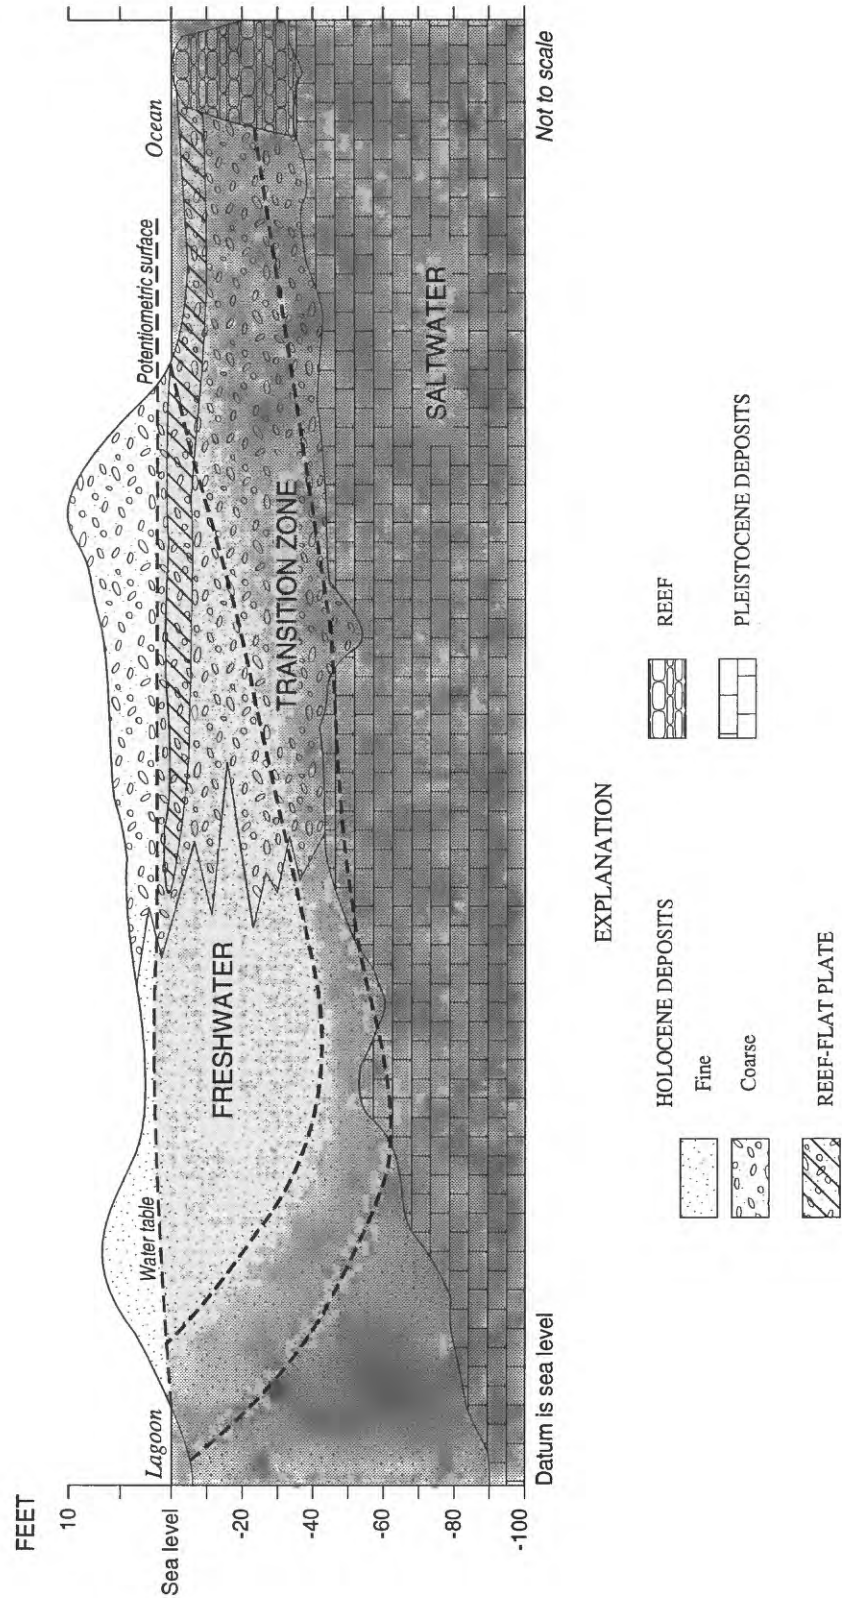 FEET
10
Sea level
-20
-40
-60
-80
-100
Lagoon
Ocean
Water table
Potentiometric surface
FRESHWATER
TRANSITION ZONE
SALTWATER
Datum is sea level
Not to scale
EXPLANATION
HOLOCENE DEPOSITS
Fine
Coarse
REEF-FLAT PLATE
REEF
PLEISTOCENE DEPOSITS